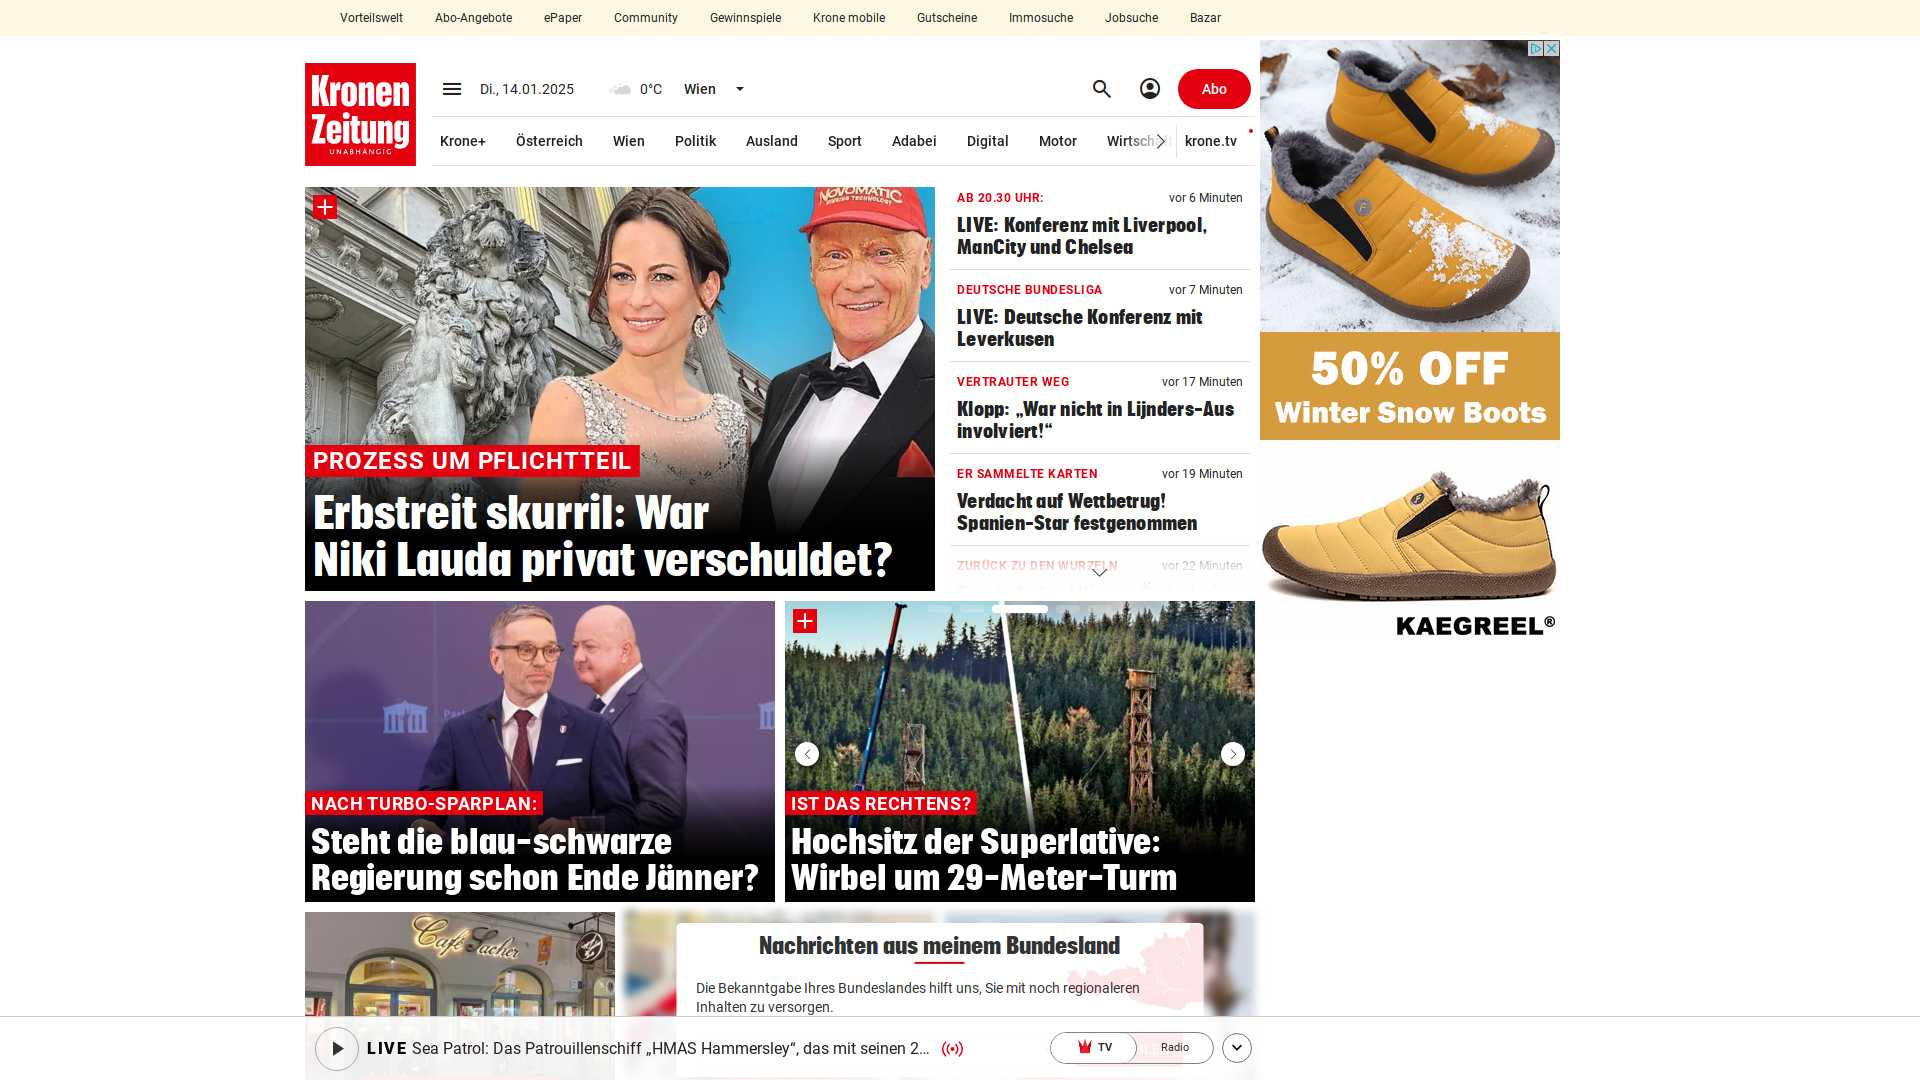 Vorteilswelt Abo-Angebote ePaper Community Gewinnspiele Krone mobile Gutscheine Immosuche Jobsuche Bazar
Kronen
Zeitung
UNABHÄNGIG
Di., 14.01.2025 0°C Wien
Abo
Krone+ Österreich Wien Politik Ausland Sport Adabei Digital Motor krone.tv
NOVOMATIC
PROZESS UM PFLICHTTEIL
Erbstreit skurril: War
Niki Lauda privat verschuldet?
AB 20.30 UHR: vor 6 Minuten
LIVE: Konferenz mit Liverpool,
ManCity und Chelsea
DEUTSCHE BUNDESLIGA vor 7 Minuten
LIVE: Deutsche Konferenz mit
Leverkusen
VERTRAUTER WEG vor 17 Minuten
Klopp: „War nicht in Lijnders-Aus
involviert!“
ER SAMMELTE KARTEN vor 19 Minuten
Verdacht auf Wettbetrug!
Spanien-Star festgenommen
ZURÜCK ZU DEN WURZELN vor 22 Minuten
50% OFF
Winter Snow Boots
KAEGREEL®
NACH TURBO-SPARPLAN:
Steht die blau-schwarze
Regierung schon Ende Jänner?
IST DAS RECHTENS?
Hochsitz der Superlative:
Wirbel um 29-Meter-Turm
Café Sacher
Nachrichten aus meinem Bundesland
Die Bekanntgabe Ihres Bundeslandes hilft uns, Sie mit noch regionaleren
Inhalten zu versorgen.
LIVE Sea Patrol: Das Patrouillenschiff „HMAS Hammersley“, das mit seinen 2...
TV Radio